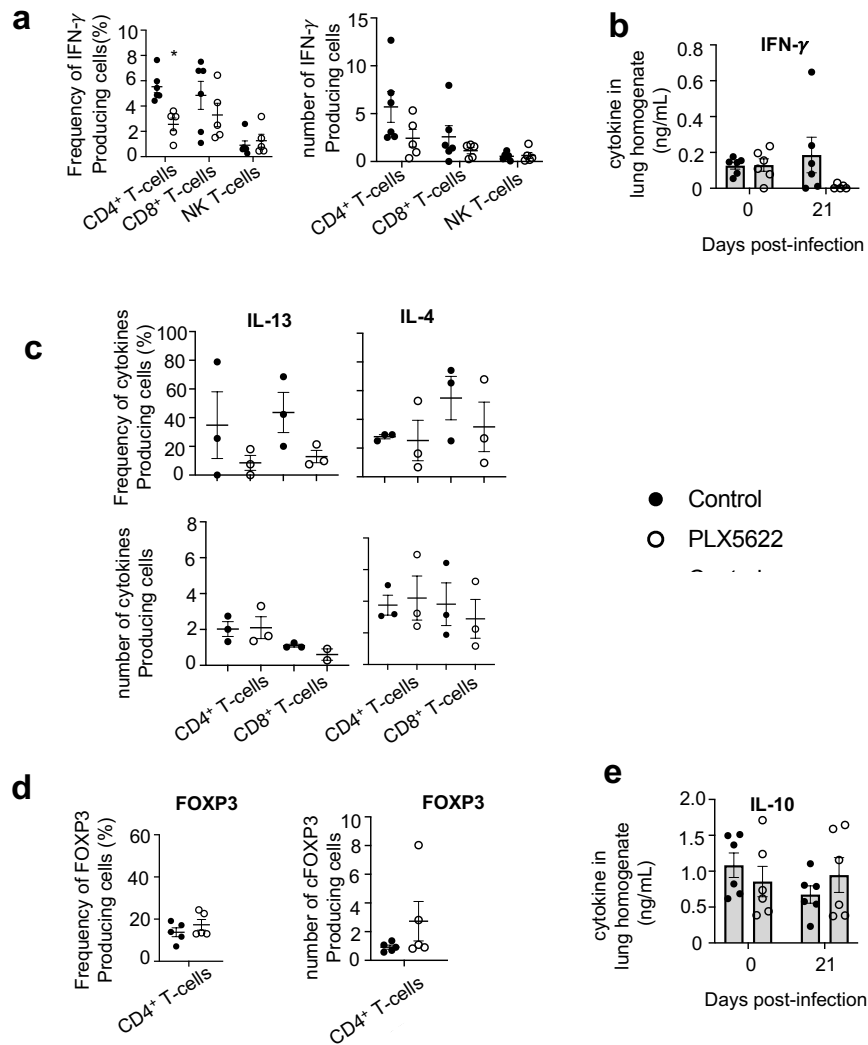 a
Frequency of IFN-γ
Producing cells(%)
10
8
6
4
2
0
*
CD4+ T-cells
CD8+ T-cells
NK T-cells
number of IFN-γ
Producing cells
15
10
5
0
CD4+ T-cells
CD8+ T-cells
NK T-cells
b
IFN-γ
cytokine in
lung homogenate
(ng/mL)
0.8
0.6
0.4
0.2
0
0
21
Days post-infection
c
IL-13
IL-4
Frequency of cytokines
Producing cells (%)
100
80
60
40
20
0
number of cytokines
Producing cells
8
6
4
2
0
CD4+ T-cells
CD8+ T-cells
CD4+ T-cells
CD8+ T-cells
Control
PLX5622
d
FOXP3
Frequency of FOXP3
Producing cells (%)
60
40
20
0
CD4+ T-cells
FOXP3
number of cFOXP3
Producing cells
10
8
6
4
2
0
CD4+ T-cells
e
IL-10
cytokine in
lung homogenate
(ng/mL)
2.0
1.5
1.0
0.5
0
0
21
Days post-infection